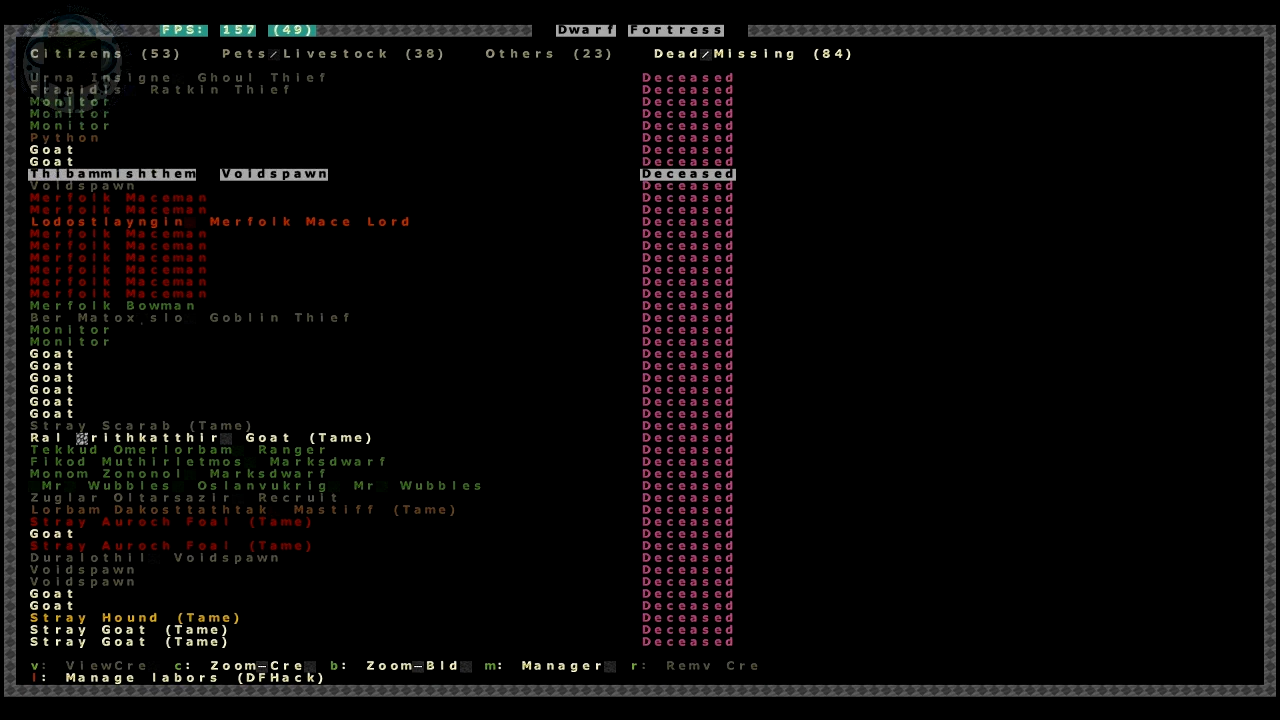 FPS: 157 (49) Dwarf Fortress
Citizens (53) Pets/Livestock (38) Others (23) Dead/Missing (84)
Urna Insigne Ghoul Thief Deceased
Frapidis Ratkin Thief Deceased
Monitor Deceased
Monitor Deceased
Monitor Deceased
Python Deceased
Goat Deceased
Goat Deceased
Thibammishthem Voidspawn Deceased
Voidspawn Deceased
Merfolk Maceman Deceased
Merfolk Maceman Deceased
Lodostlayngin Merfolk Mace Lord Deceased
Merfolk Maceman Deceased
Merfolk Maceman Deceased
Merfolk Maceman Deceased
Merfolk Maceman Deceased
Merfolk Maceman Deceased
Merfolk Maceman Deceased
Merfolk Bowman Deceased
Ber Matox slo Goblin Thief Deceased
Monitor Deceased
Monitor Deceased
Goat Deceased
Goat Deceased
Goat Deceased
Goat Deceased
Goat Deceased
Goat Deceased
Stray Scarab (Tame) Deceased
Ral rithkatthir Goat (Tame) Deceased
Tekkud Omerlorbam Ranger Deceased
Fikod Muthirletmos Marksdwarf Deceased
Monom Zononol Marksdwarf Deceased
Mr Wubbles Oslanvukrig Mr Wubbles Deceased
Zuglar Oltarsazir Recruit Deceased
Lorbam Dakosttathtak Mastiff (Tame) Deceased
Stray Auroch Foal (Tame) Deceased
Goat Deceased
Stray Auroch Foal (Tame) Deceased
Duralothil Voidspawn Deceased
Voidspawn Deceased
Voidspawn Deceased
Goat Deceased
Goat Deceased
Stray Hound (Tame) Deceased
Stray Goat (Tame) Deceased
Stray Goat (Tame) Deceased
v: ViewCre c: Zoom-Cre b: Zoom-Bld m: Manager r: Remv Cre
l: Manage labors (DFHack)